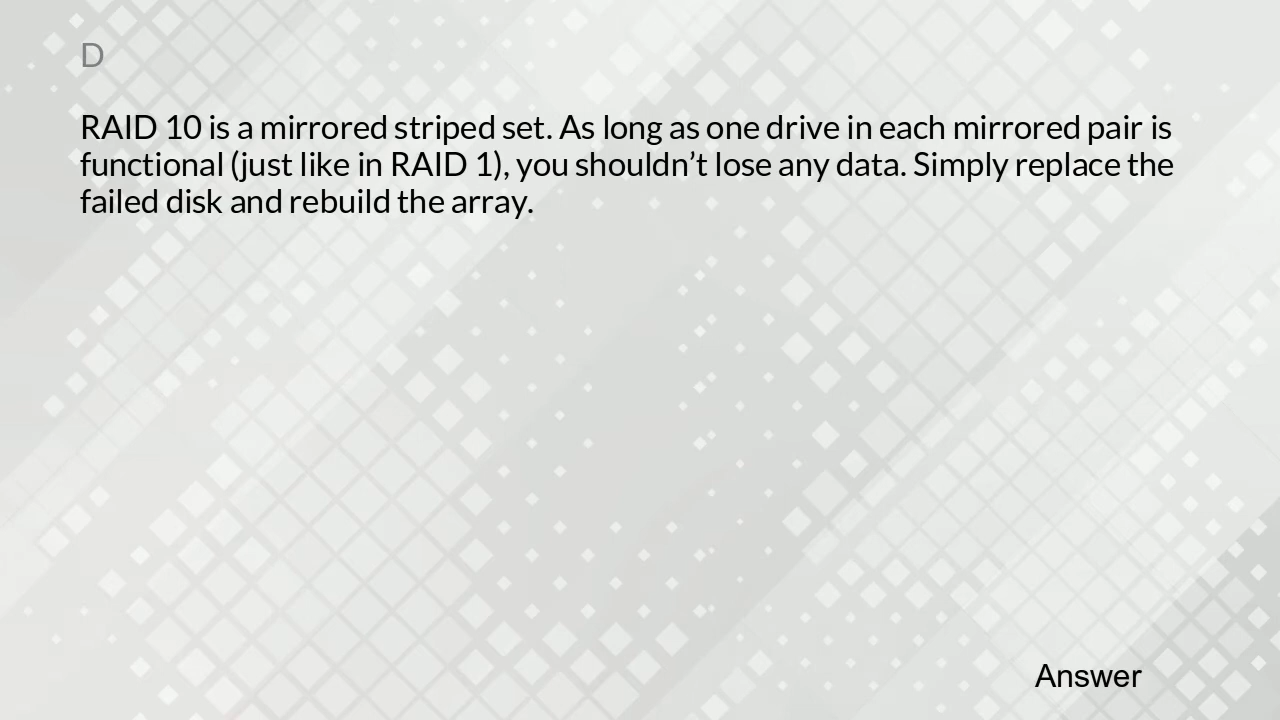 D
RAID 10 is a mirrored striped set. As long as one drive in each mirrored pair is
functional (just like in RAID 1), you shouldn’t lose any data. Simply replace the
failed disk and rebuild the array.
Answer